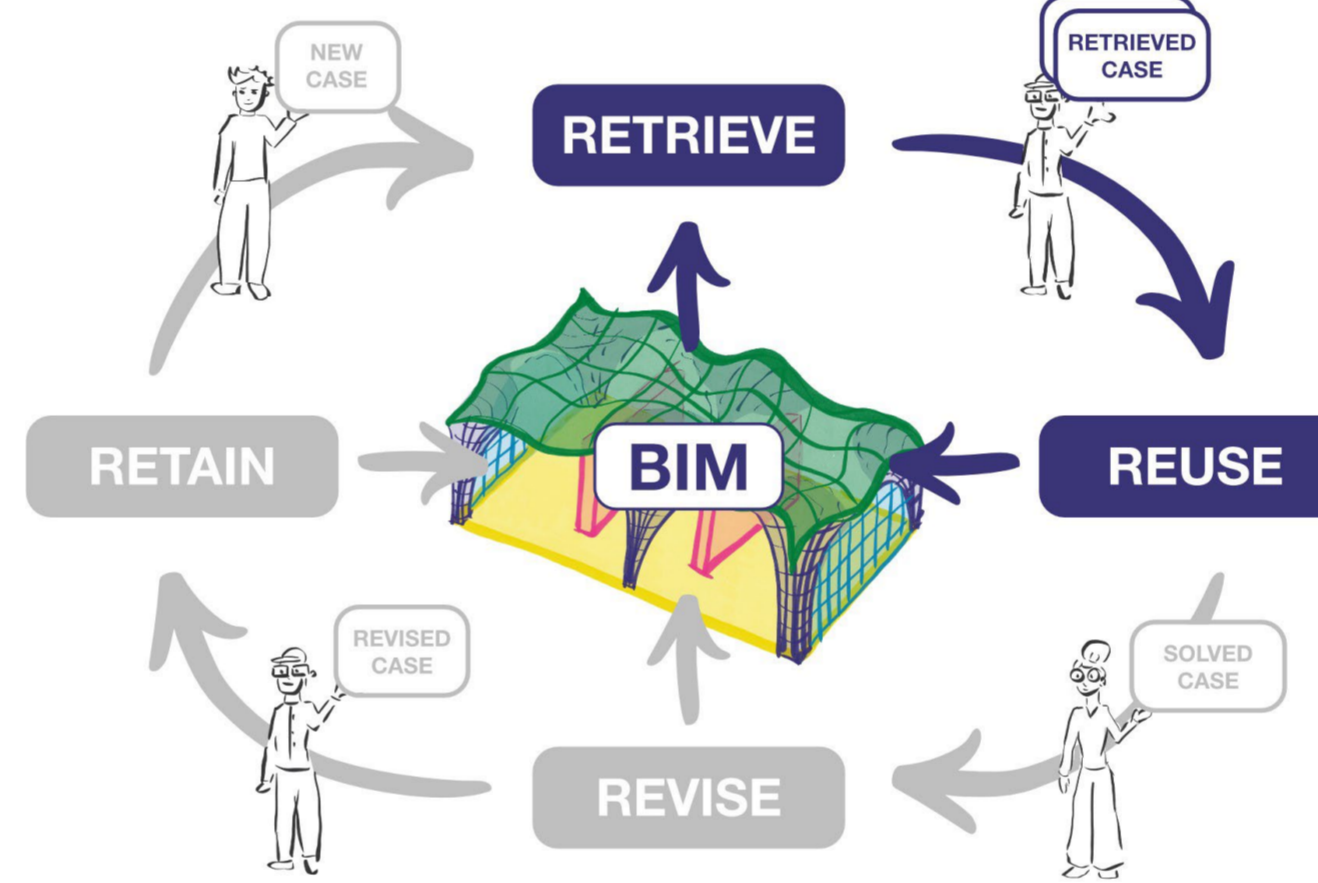 NEW
CASE
RETRIEVED
CASE
RETRIEVE
RETAIN
BIM
REUSE
REVISED
CASE
SOLVED
CASE
REVISE